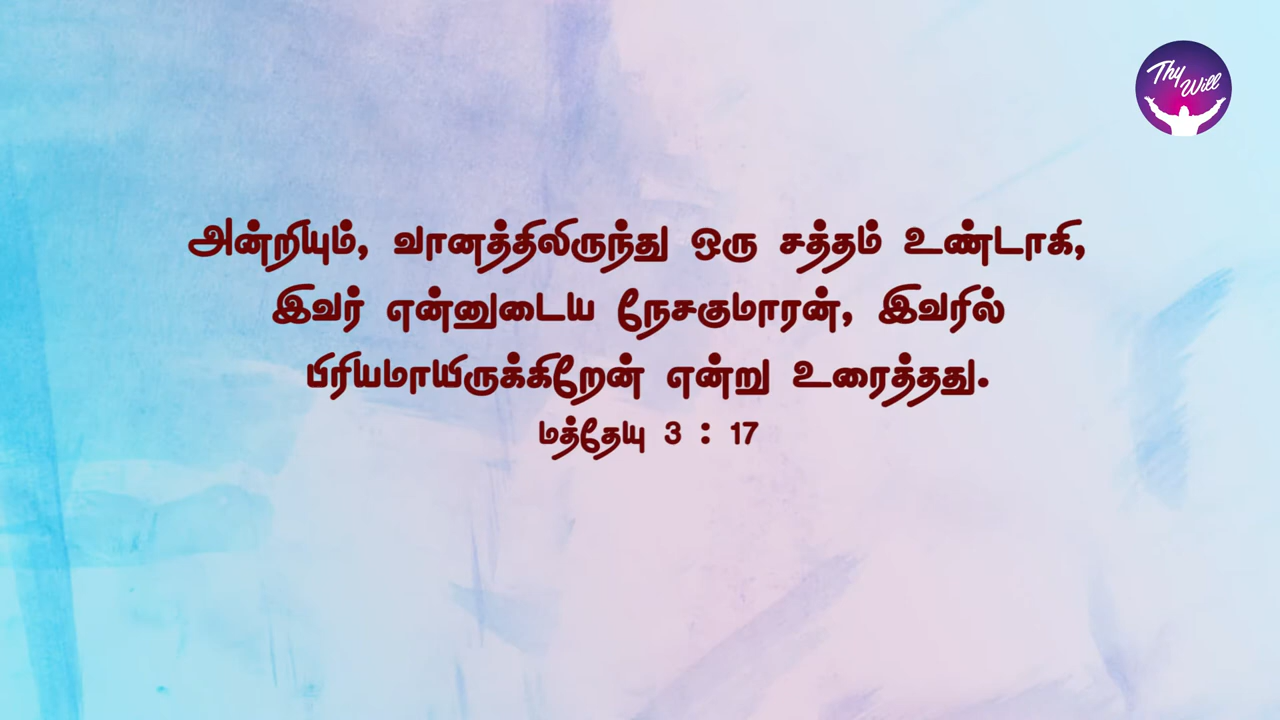 Thy
Will
அன்றியும், வானத்திலிருந்து ஒரு சத்தம் உண்டாகி,
இவர் என்னுடைய நேசகுமாரன், இவரில்
பிரியமாயிருக்கிறேன் என்று உரைத்தது.
மத்தேயு 3 : 17